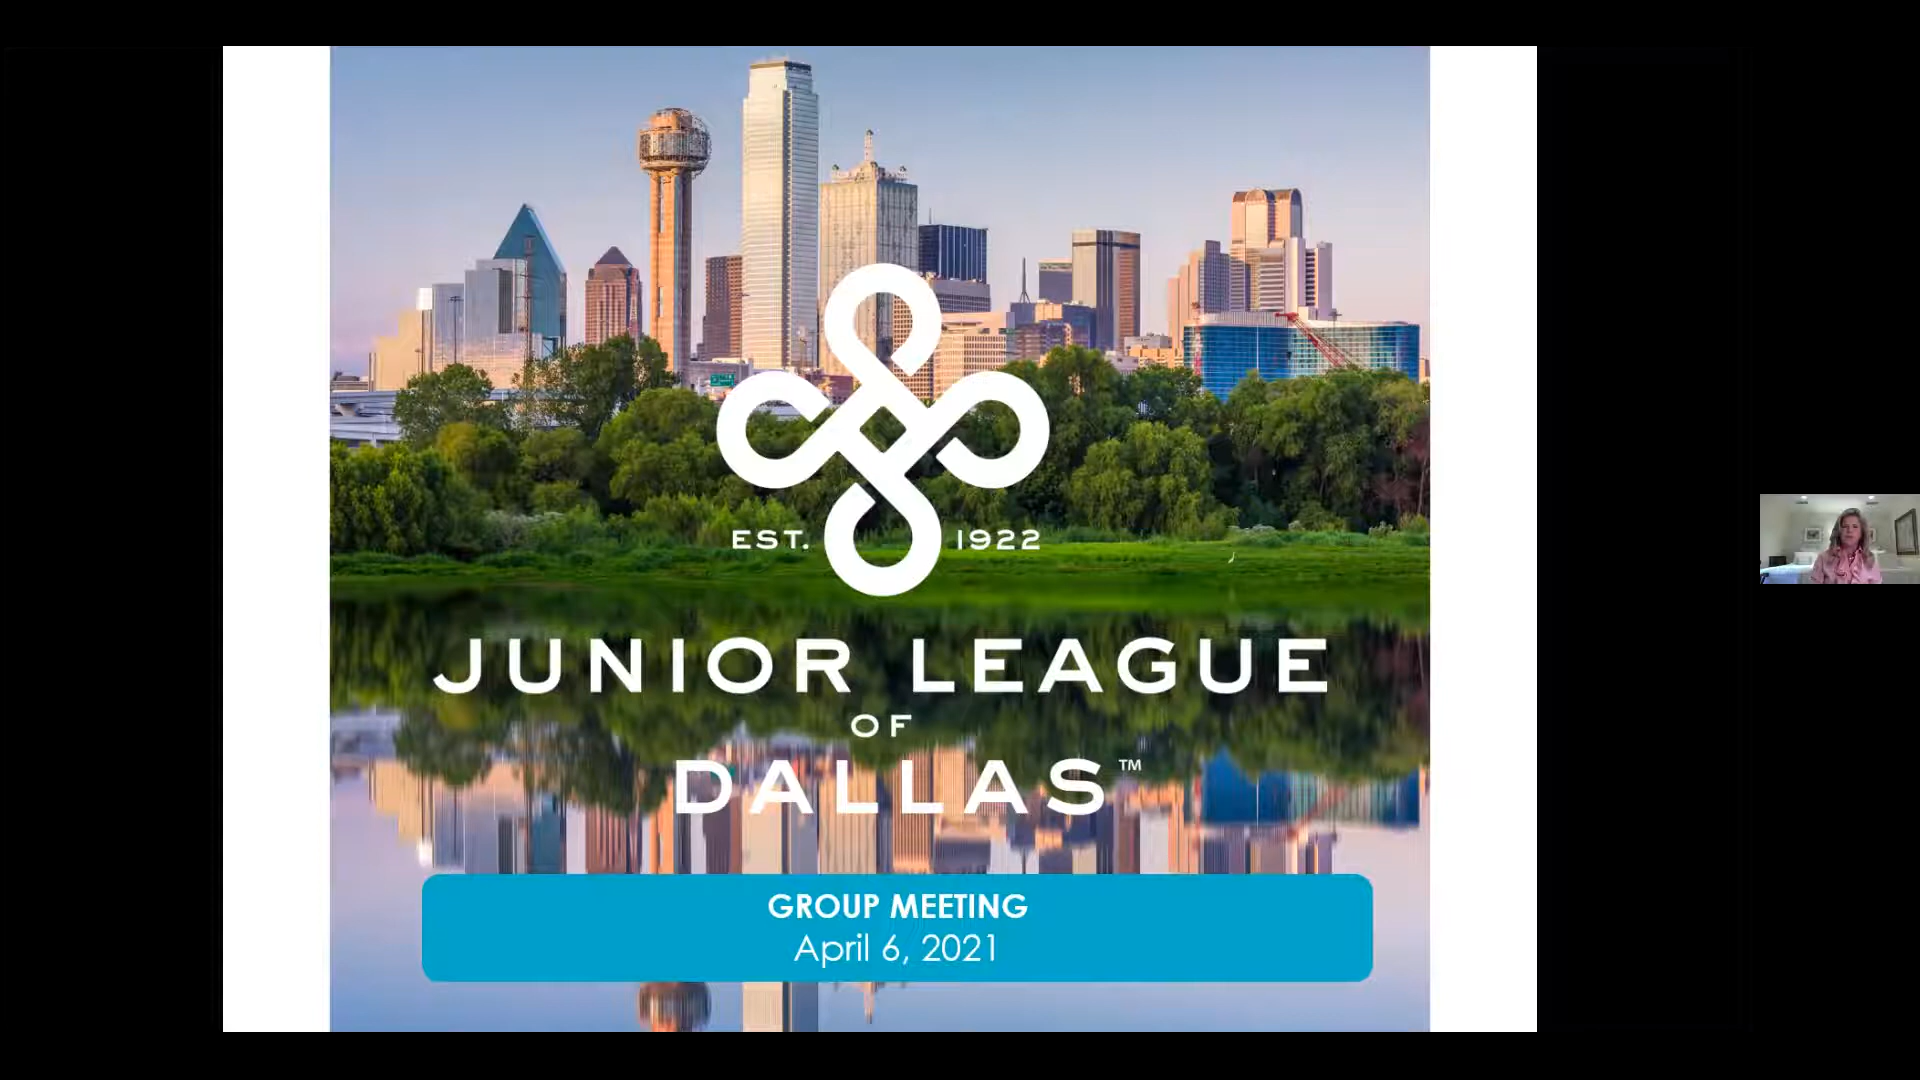 EST. 1922
JUNIOR LEAGUE
OF
DALLAS™
GROUP MEETING
April 6, 2021